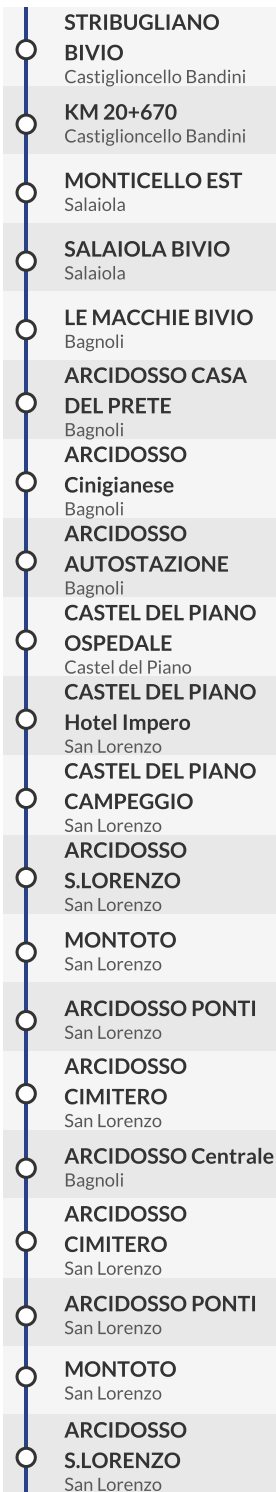 STRIBUGLIANO
BIVIO
Castiglioncello Bandini
KM 20+670
Castiglioncello Bandini
MONTICELLO EST
Salaiola
SALAIOLA BIVIO
Salaiola
LE MACCHIE BIVIO
Bagnoli
ARCIDOSSO CASA
DEL PRETE
Bagnoli
ARCIDOSSO
Cinigianese
Bagnoli
ARCIDOSSO
AUTOSTAZIONE
Bagnoli
CASTEL DEL PIANO
OSPEDALE
Castel del Piano
CASTEL DEL PIANO
Hotel Impero
San Lorenzo
CASTEL DEL PIANO
CAMPEGGIO
San Lorenzo
ARCIDOSSO
S.LORENZO
San Lorenzo
MONTOTO
San Lorenzo
ARCIDOSSO PONTI
San Lorenzo
ARCIDOSSO
CIMITERO
San Lorenzo
ARCIDOSSO Centrale
Bagnoli
ARCIDOSSO
CIMITERO
San Lorenzo
ARCIDOSSO PONTI
San Lorenzo
MONTOTO
San Lorenzo
ARCIDOSSO
S.LORENZO
San Lorenzo